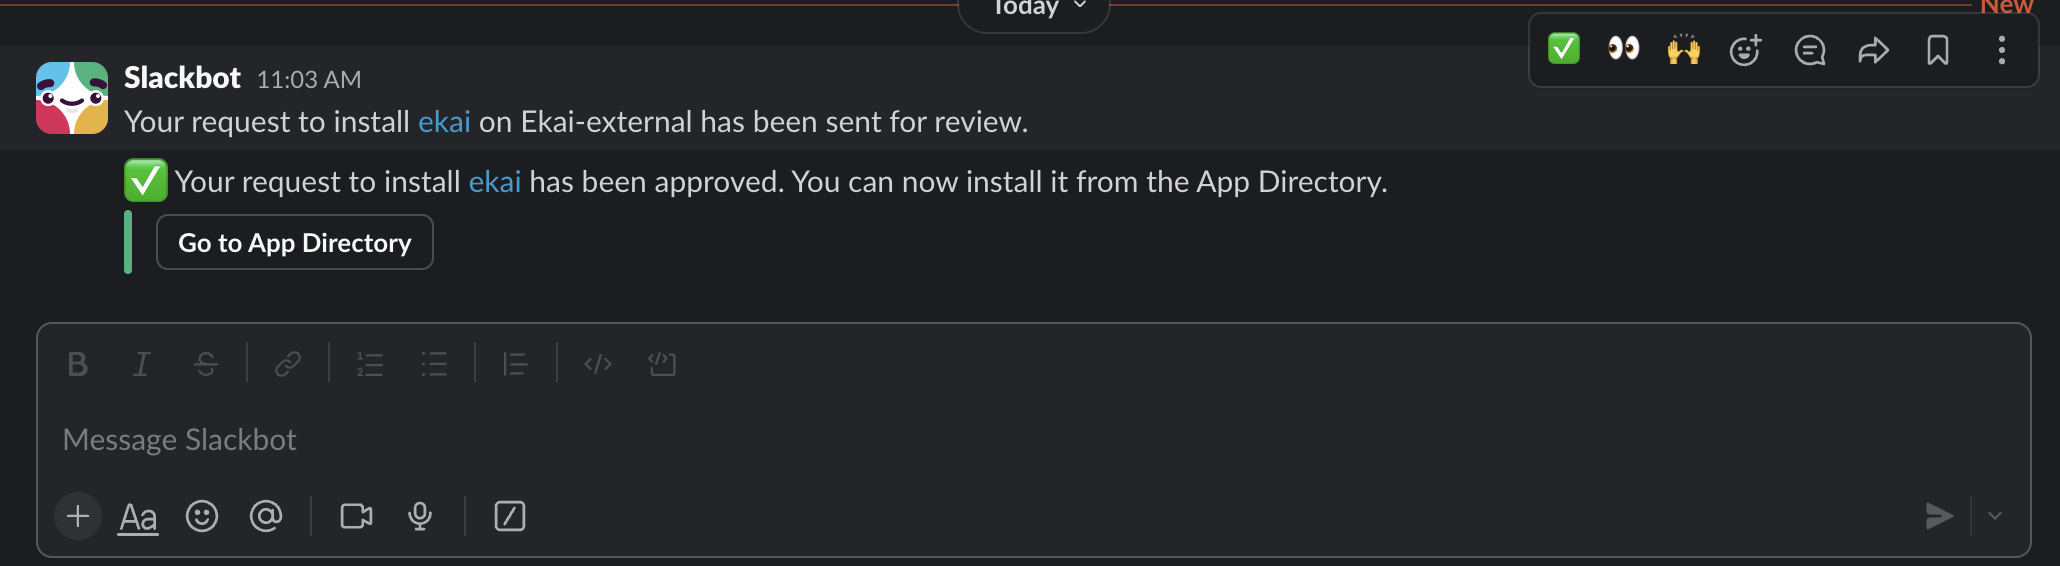 Today
New
Slackbot 11:03 AM
Your request to install ekai on Ekai-external has been sent for review.
✅ Your request to install ekai has been approved. You can now install it from the App Directory.
Go to App Directory
B I S
Message Slackbot
Aa